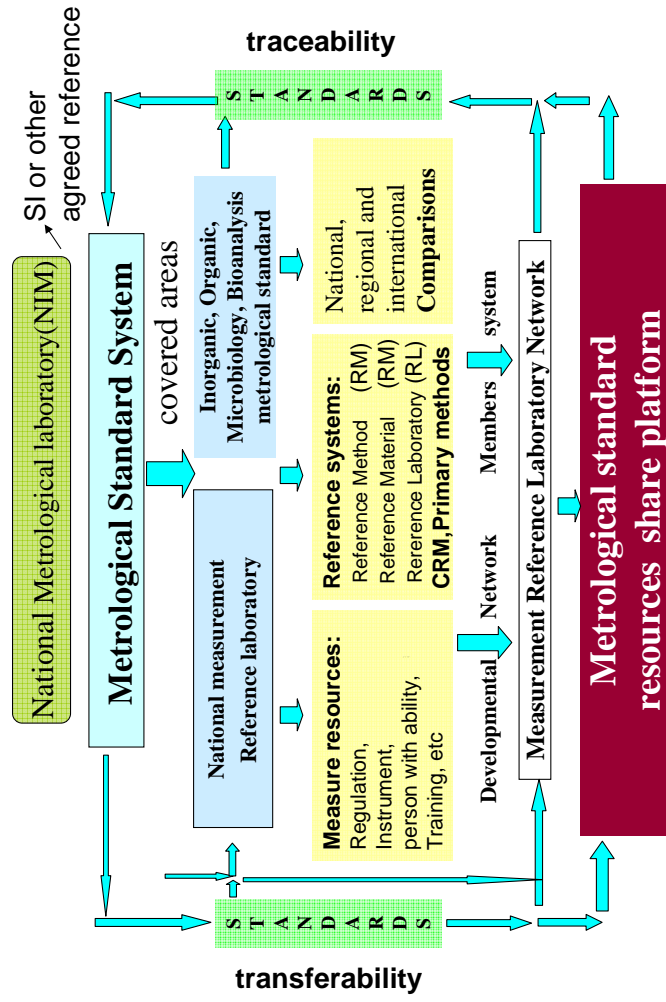 National Metrological laboratory(NIM)
SI or other
agreed reference
Metrological Standard System
covered areas
National measurement
Reference laboratory
Inorganic, Organic,
Microbiology, Bioanalysis
metrological standard
transferability
S
T
A
N
D
A
R
D
S
traceability
S
T
A
N
D
A
R
D
S
Measure resources:
Regulation,
Instrument,
person with ability,
Training, etc
Reference systems:
Reference Method (RM)
Reference Material (RM)
Reference Laboratory (RL)
CRM,Primary methods
National,
regional and
international
Comparisons
Developmental Network
Members system
Measurement Reference Laboratory Network
Metrological standard
resources share platform